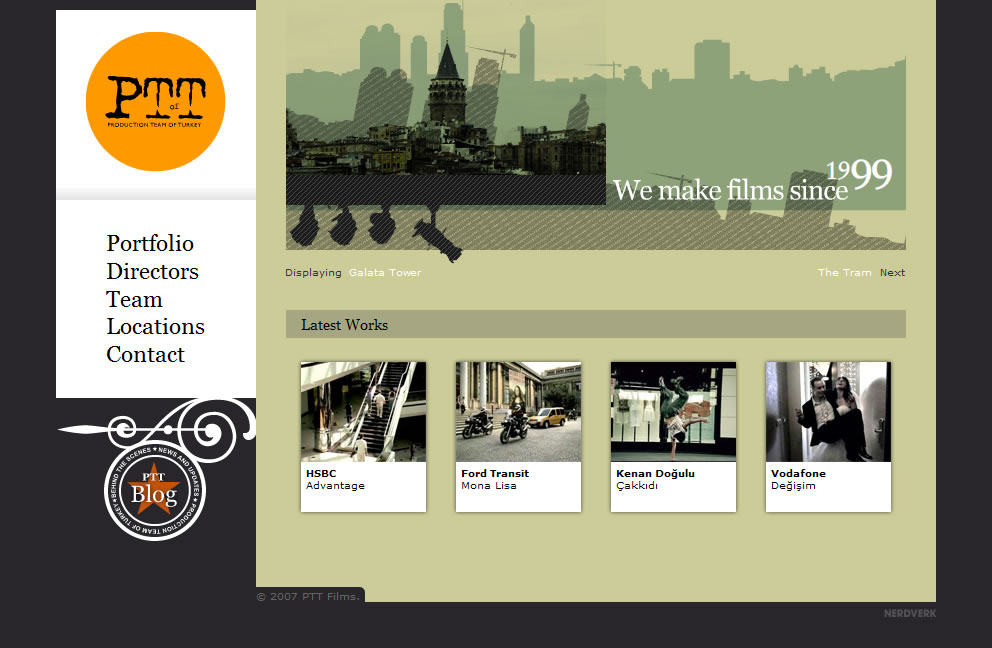 PTT
of
PRODUCTION TEAM OF TURKEY
Portfolio
Directors
Team
Locations
Contact
BEHIND THE SCENES ★ NEWS AND UPDATES ★ PRODUCTION TEAM OF TURKEY ★
PTT
Blog
We make films since 1999
Displaying Galata Tower
The Tram Next
Latest Works
HSBC
Advantage
Ford Transit
Mona Lisa
Kenan Doğulu
Çakkıdı
Vodafone
Değişim
© 2007 PTT Films.
NERDVERK